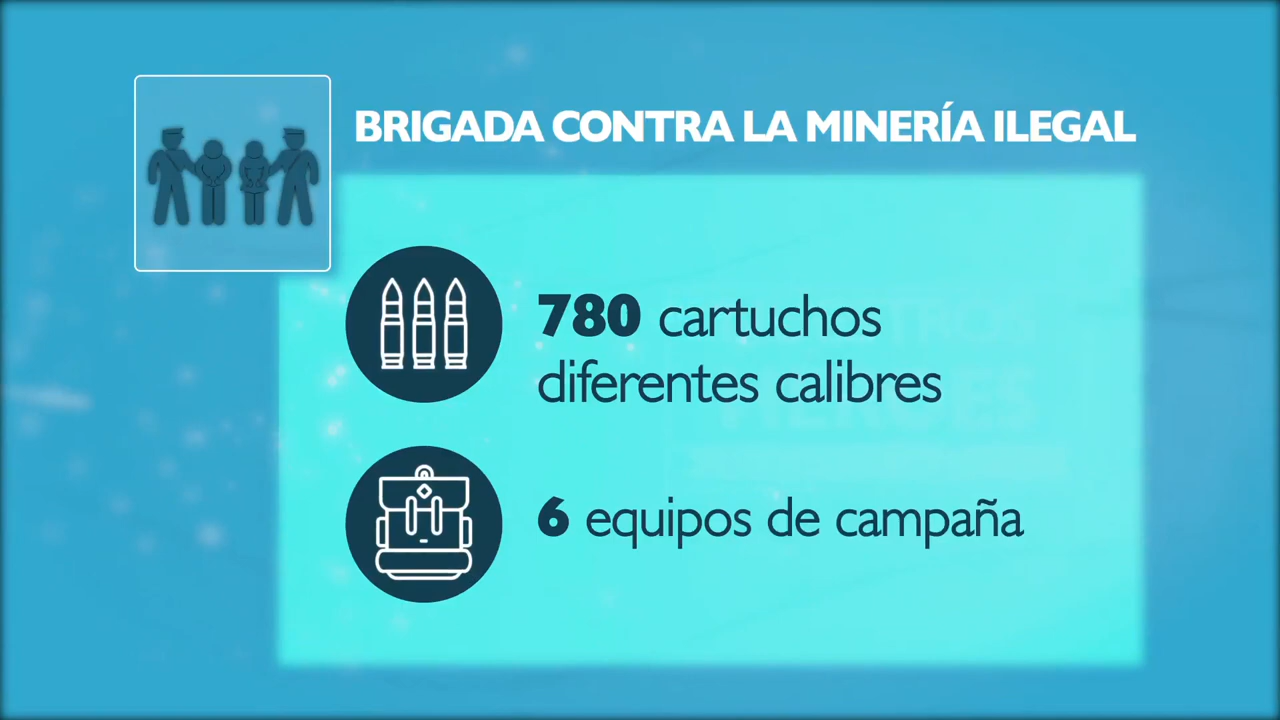 BRIGADA CONTRA LA MINERÍA ILEGAL
780 cartuchos
diferentes calibres
6 equipos de campaña